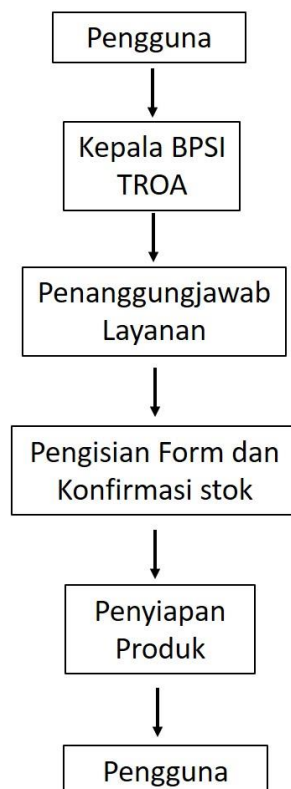 Pengguna
Kepala BPSI
TROA
Penanggungjawab
Layanan
Pengisian Form dan
Konfirmasi stok
Penyiapan
Produk
Pengguna